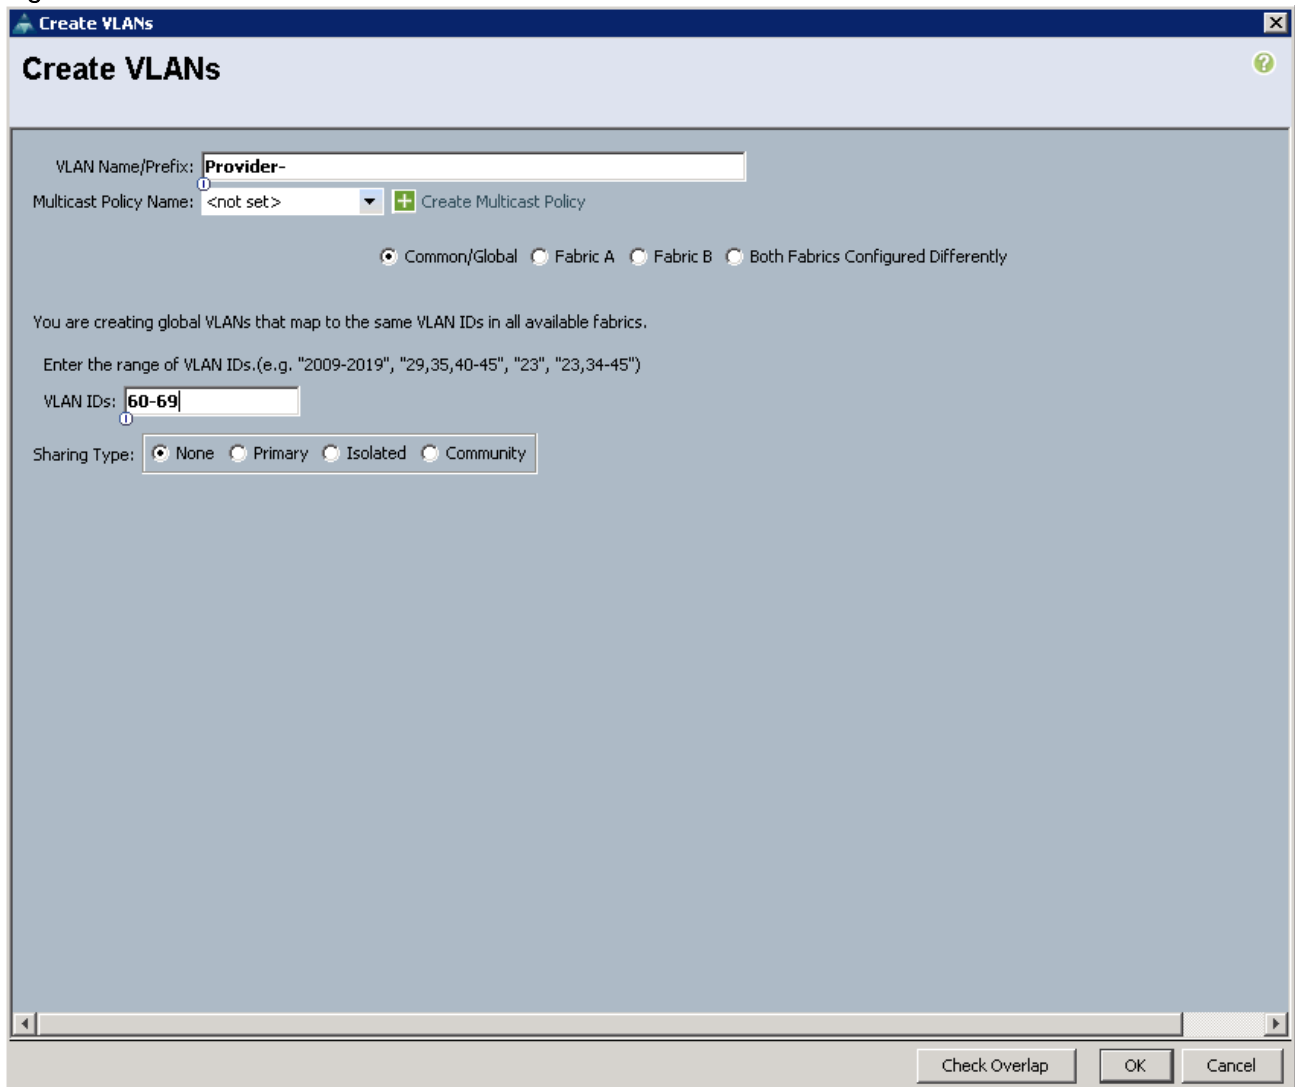 Create VLANs
Create VLANs
VLAN Name/Prefix: Provider-
Multicast Policy Name: <not set> Create Multicast Policy
Common/Global Fabric A Fabric B Both Fabrics Configured Differently
You are creating global VLANs that map to the same VLAN IDs in all available fabrics.
Enter the range of VLAN IDs.(e.g. "2009-2019", "29,35,40-45", "23", "23,34-45")
VLAN IDs: 60-69
Sharing Type: None Primary Isolated Community
Check Overlap OK Cancel